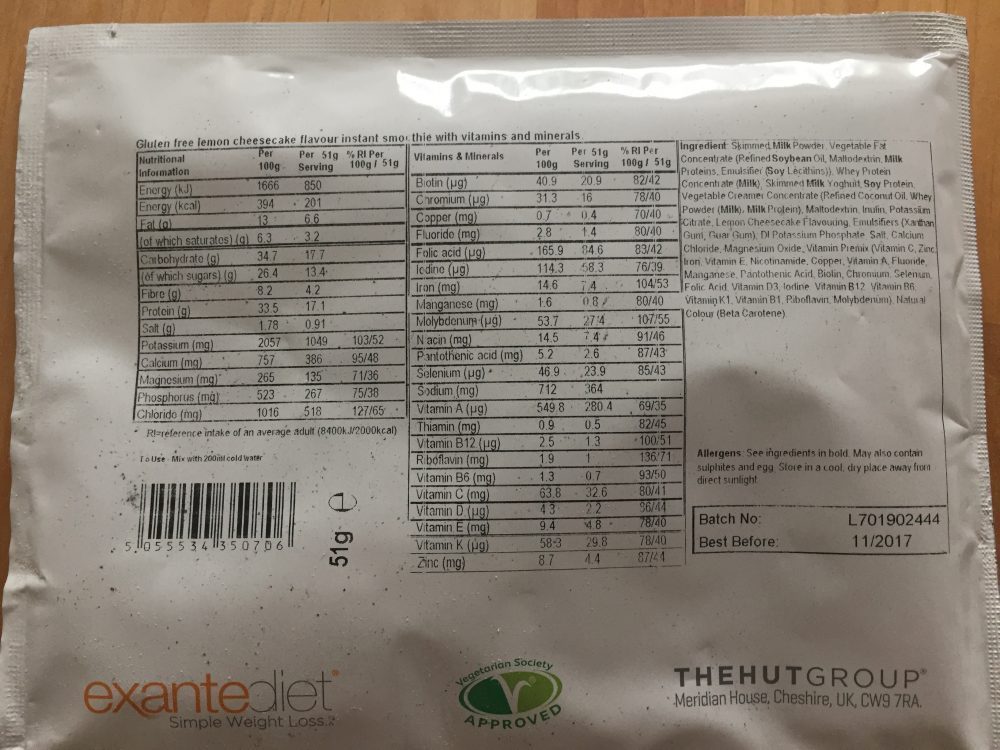 Gluten free lemon cheesecake flavour instant smoothie with vitamins and minerals.
Nutritional Information Per 100g Per 51g Serving % RI Per 100g / 51g
Energy (kJ) 1666 850
Energy (kcal) 394 201
Fat (g) 13 6.6
(of which saturates) (g) 6.3 3.2
Carbohydrate (g) 34.7 17.7
(of which sugars) (g) 26.4 13.4
Fibre (g) 8.2 4.2
Protein (g) 33.5 17.1
Salt (g) 1.78 0.91
Potassium (mg) 2057 1049 103/52
Calcium (mg) 757 386 95/48
Magnesium (mg) 265 135 71/36
Phosphorus (mg) 523 267 75/38
Chloride (mg) 1016 518 127/65
RI=reference intake of an average adult (8400kJ/2000kcal)
To Use - Mix with 200ml cold water
5 055534 350706
51g e
Vitamins & Minerals Per 100g Per 51g Serving % RI Per 100g / 51g
Biotin (µg) 40.9 20.9 82/42
Chromium (µg) 31.3 16 78/40
Copper (mg) 0.7 0.4 70/40
Fluoride (mg) 2.8 1.4 80/40
Folic acid (µg) 165.9 84.6 83/42
Iodine (µg) 114.3 58.3 76/39
Iron (mg) 14.6 7.4 104/53
Manganese (mg) 1.6 0.8 80/40
Molybdenum (µg) 53.7 27.4 107/55
Niacin (mg) 14.5 7.4 91/46
Pantothenic acid (mg) 5.2 2.6 87/43
Selenium (µg) 46.9 23.9 85/43
Sodium (mg) 712 364
Vitamin A (µg) 549.8 280.4 69/35
Thiamin (mg) 0.9 0.5 82/45
Vitamin B12 (µg) 2.5 1.3 100/51
Riboflavin (mg) 1.9 1 136/71
Vitamin B6 (mg) 1.3 0.7 93/50
Vitamin C (mg) 63.8 32.6 80/41
Vitamin D (µg) 4.3 2.2 86/44
Vitamin E (mg) 9.4 4.8 78/40
Vitamin K (µg) 58.3 29.8 78/40
Zinc (mg) 8.7 4.4 87/44
Ingredient: Skimmed Milk Powder, Vegetable Fat
Concentrate (Refined Soybean Oil, Maltodextrin, Milk
Proteins, Emulsifier (Soy Lecithins)), Whey Protein
Concentrate (Milk), Skimmed Milk Yoghurt, Soy Protein,
Vegetable Creamer Concentrate (Refined Coconut Oil, Whey
Powder (Milk), Milk Protein), Maltodextrin, Inulin, Potassium
Citrate, Lemon Cheesecake Flavouring, Emulsifiers (Xanthan
Gum, Guar Gum), Di Potassium Phosphate, Salt, Calcium
Chloride, Magnesium Oxide, Vitamin Premix (Vitamin C, Zinc,
Iron, Vitamin E, Nicotinamide, Copper, Vitamin A, Fluoride,
Manganese, Pantothenic Acid, Biotin, Chromium, Selenium,
Folic Acid, Vitamin D3, Iodine, Vitamin B12, Vitamin B6,
Vitamin K1, Vitamin B1, Riboflavin, Molybdenum), Natural
Colour (Beta Carotene).
Allergens: See ingredients in bold. May also contain
sulphites and egg. Store in a cool, dry place away from
direct sunlight.
Batch No: L701902444
Best Before: 11/2017
exantediet
Simple Weight Loss.
Vegetarian Society
APPROVED
THEHUTGROUP
Meridian House, Cheshire, UK, CW9 7RA.